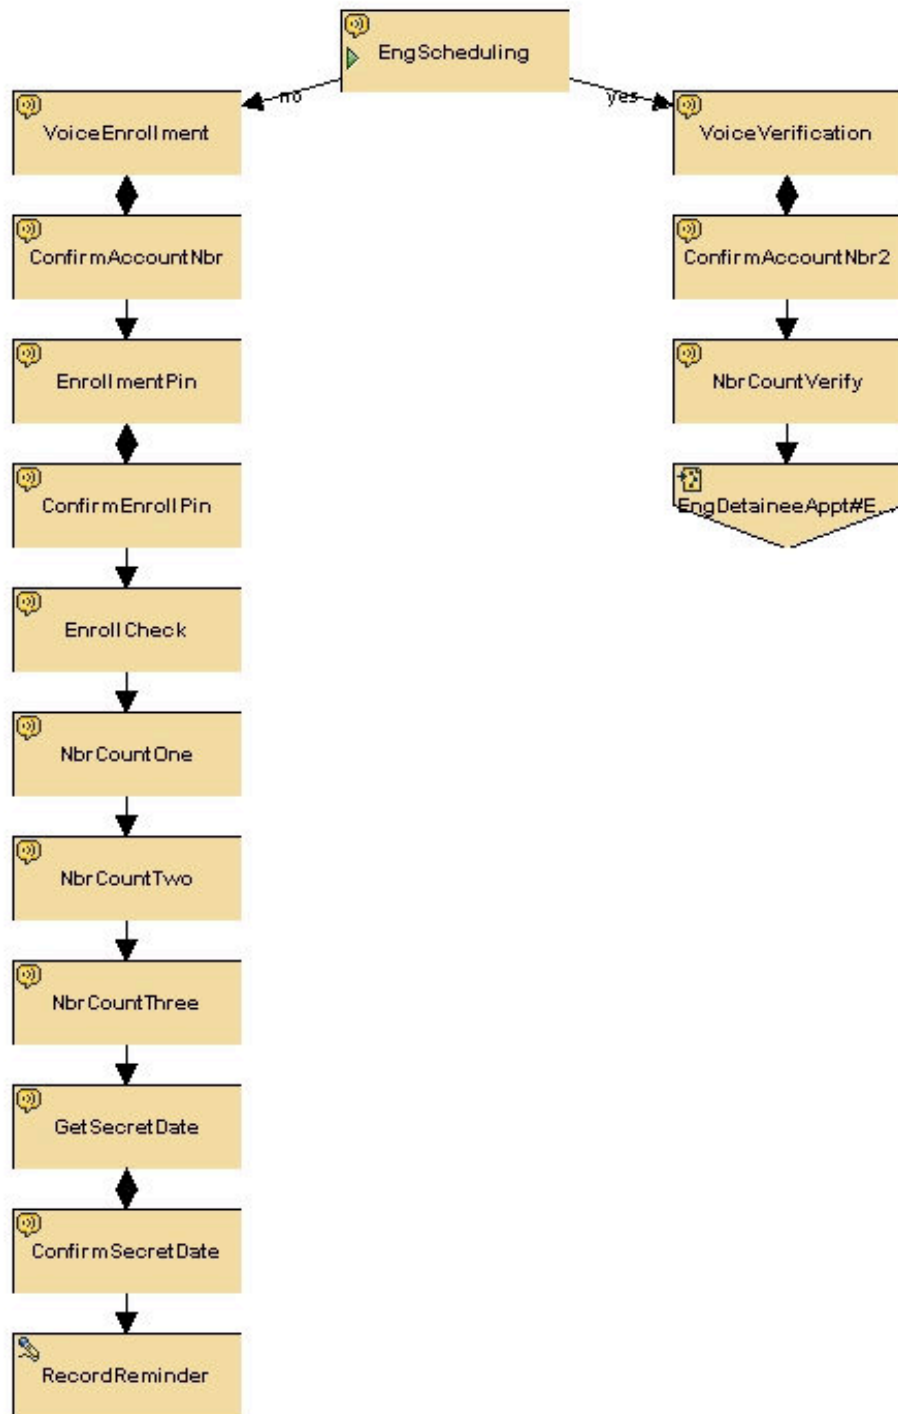 EngScheduling
no
yes
VoiceEnrollment
VoiceVerification
ConfirmAccountNbr
ConfirmAccountNbr2
EnrollmentPin
NbrCountVerify
ConfirmEnrollPin
EngDetaineeAppt#E...
EnrollCheck
NbrCountOne
NbrCountTwo
NbrCountThree
GetSecretDate
ConfirmSecretDate
RecordReminder